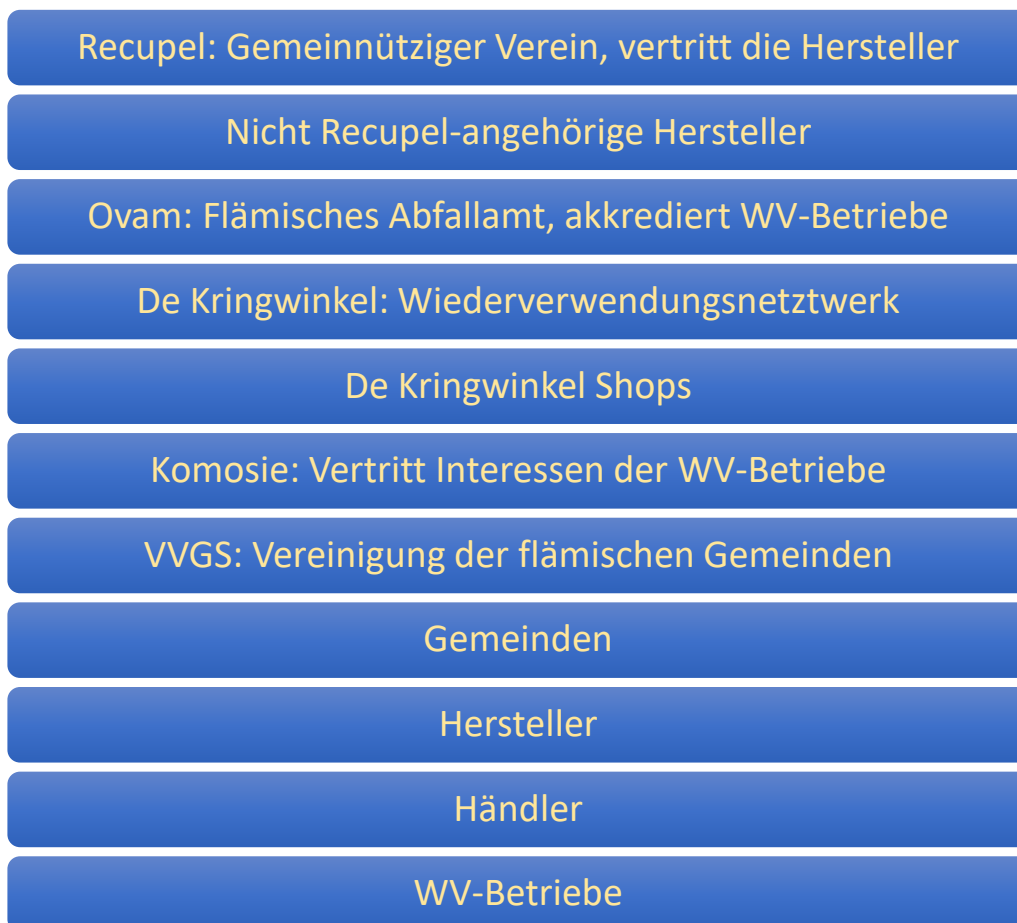 Recupel: Gemeinnütziger Verein, vertritt die Hersteller
Nicht Recupel-angehörige Hersteller
Ovam: Flämisches Abfallamt, akkrediert WV-Betriebe
De Kringwinkel: Wiederverwendungsnetztwerk
De Kringwinkel Shops
Komosie: Vertritt Interessen der WV-Betriebe
VVGS: Vereinigung der flämischen Gemeinden
Gemeinden
Hersteller
Händler
WV-Betriebe